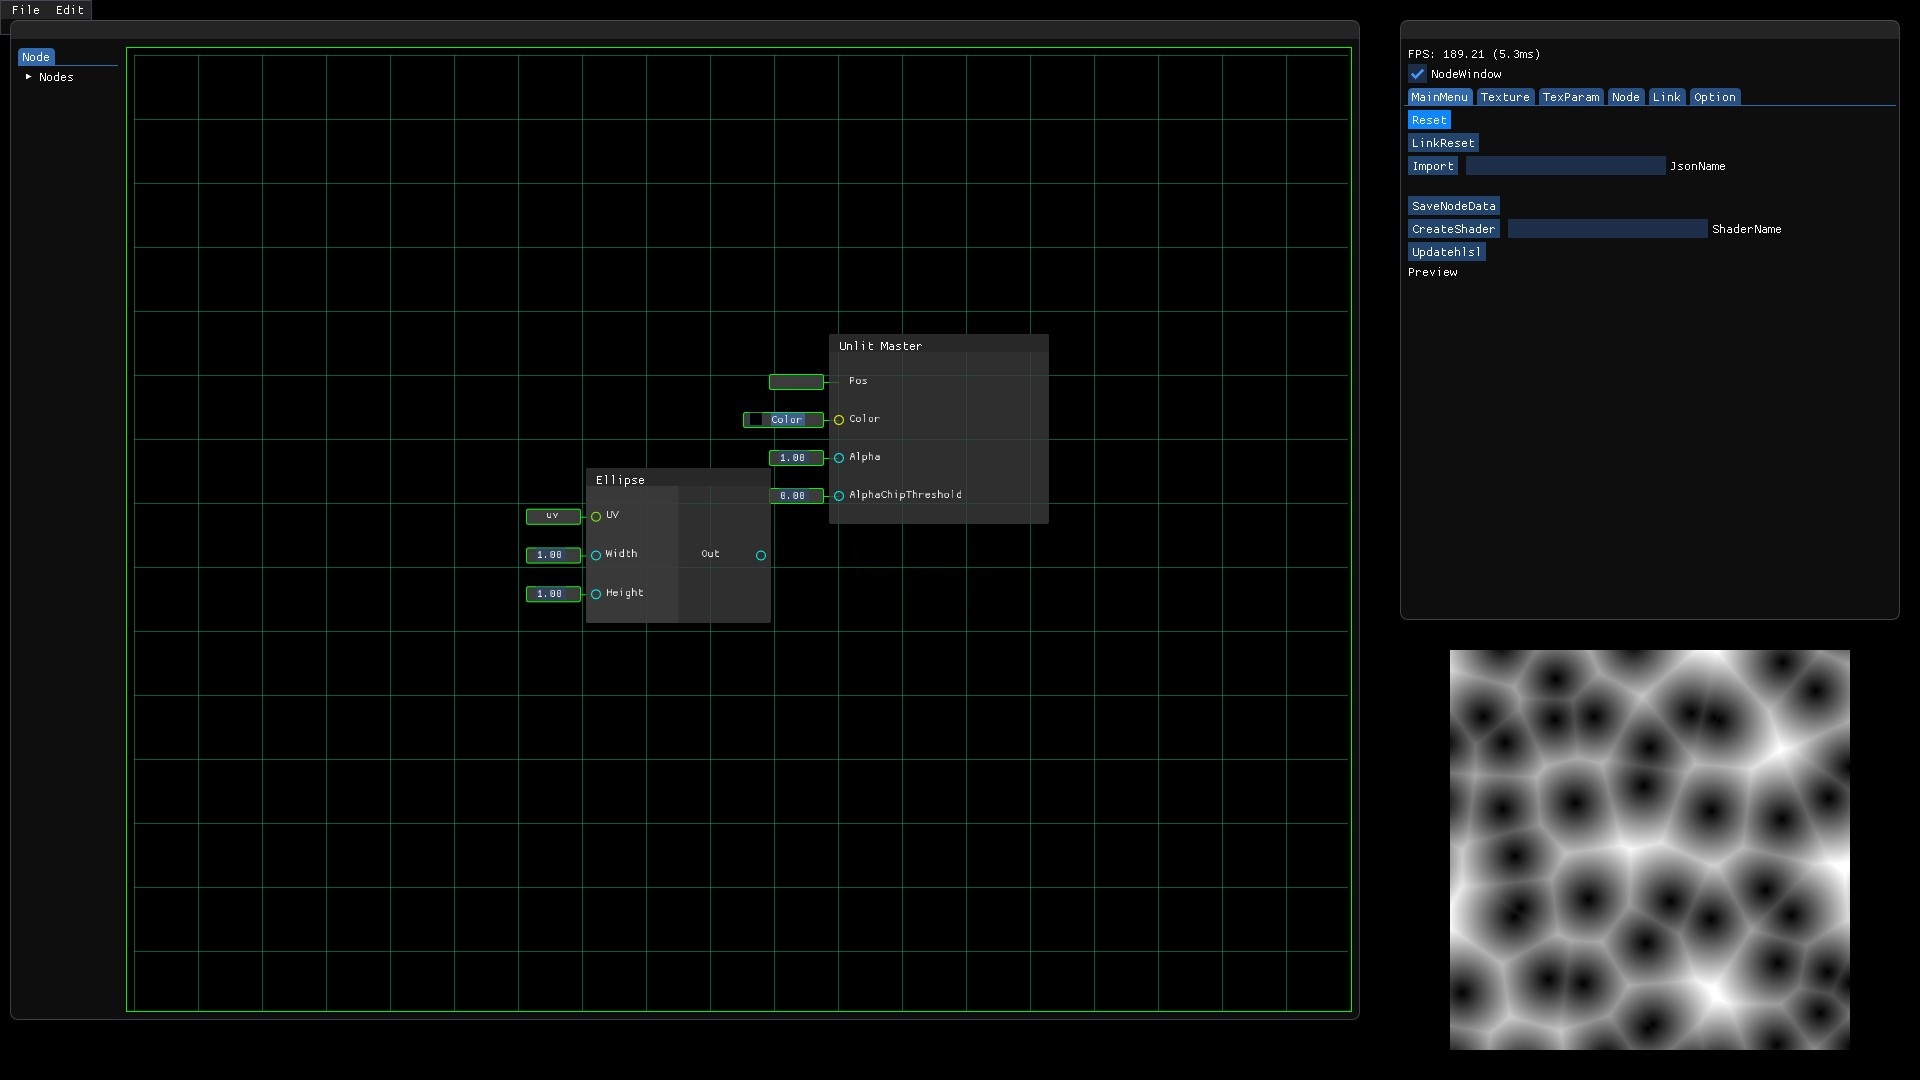 File Edit
Node
Nodes
Unlit Master
Pos
Color Color
1.00 Alpha
0.00 AlphaChipThreshold
Ellipse
uv UV
1.00 Width Out
1.00 Height
FPS: 189.21 (5.3ms)
NodeWindow
MainMenu Texture TexParam Node Link Option
Reset
LinkReset
Import JsonName
SaveNodeData
CreateShader ShaderName
Updatehlsl
Preview